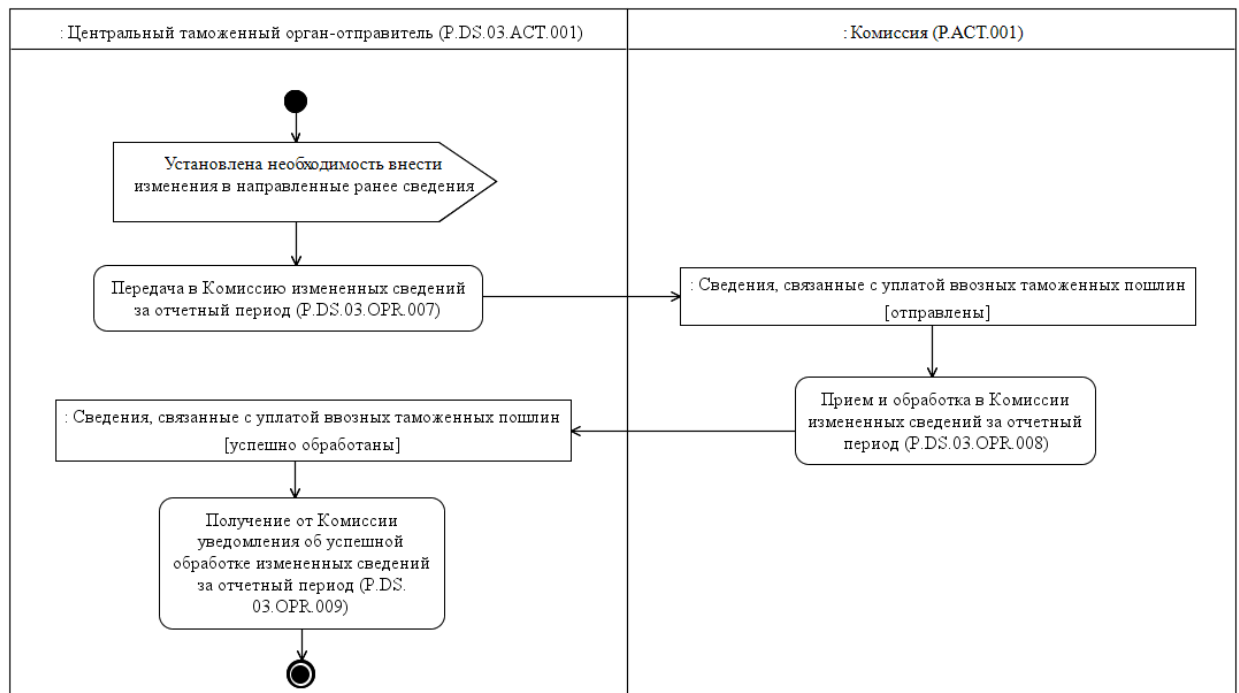 : Центральный таможенный орган-отправитель (P.DS.03.ACT.001)
: Комиссия (P.ACT.001)
Установлена необходимость внести
изменения в направленные ранее сведения
Передача в Комиссию измененных сведений
за отчетный период (P.DS.03.OPR.007)
: Сведения, связанные с уплатой ввозных таможенных пошлин
[отправлены]
Прием и обработка в Комиссии
измененных сведений за отчетный
период (P.DS.03.OPR.008)
: Сведения, связанные с уплатой ввозных таможенных пошлин
[успешно обработаны]
Получение от Комиссии
уведомления об успешной
обработке измененных сведений
за отчетный период (P.DS.
03.OPR.009)